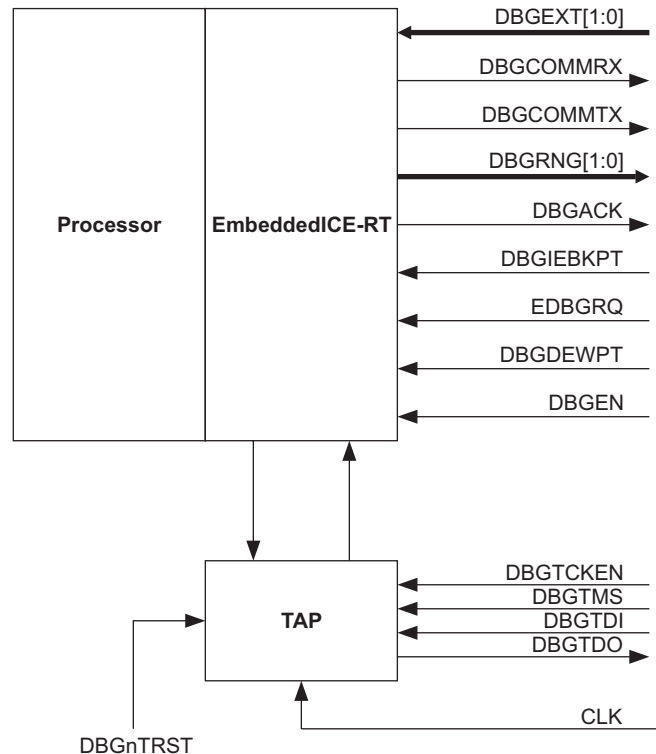 DBGEXT[1:0]
DBGCOMMRX
DBGCOMMTX
DBGRNG[1:0]
Processor
EmbeddedICE-RT
DBGACK
DBGIEBKPT
EDBGRQ
DBGDEWPT
DBGEN
DBGTCKEN
DBGTMS
TAP
DBGTDI
DBGTDO
CLK
DBGnTRST